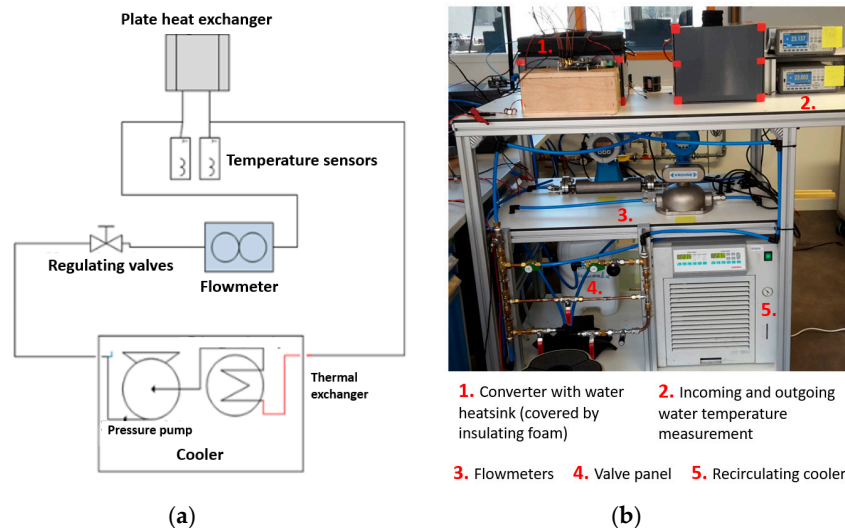 Plate heat exchanger
Temperature sensors
Regulating valves
Flowmeter
Thermal
exchanger
Pressure pump
Cooler
(a)
1.
2.
3.
4.
5.
KROHNE
1. Converter with water
heatsink (covered by
insulating foam)
2. Incoming and outgoing
water temperature
measurement
3. Flowmeters 4. Valve panel 5. Recirculating cooler
(b)